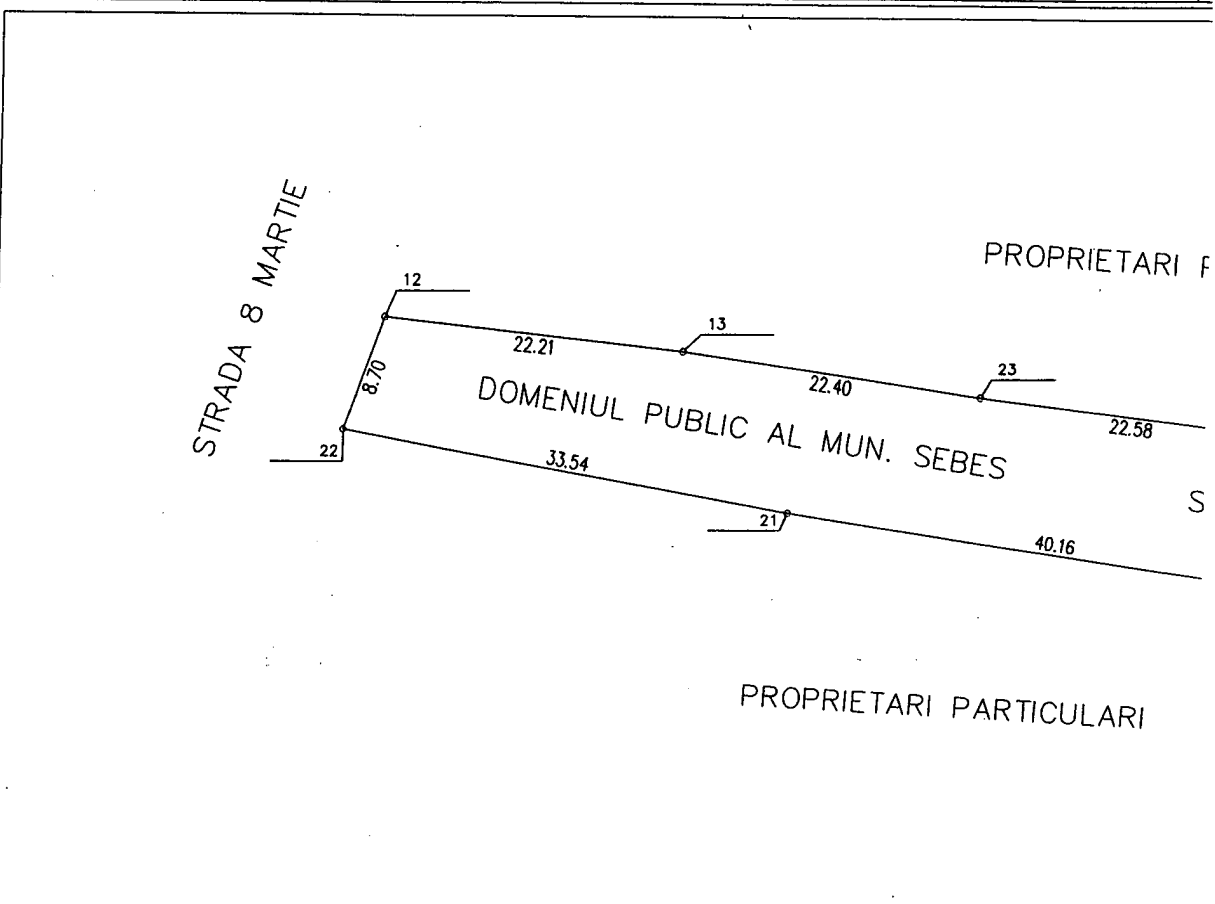 STRADA 8 MARTIE
PROPRIETARI
12
13
23
22.21
22.40
22.58
8.70
DOMENIUL PUBLIC AL MUN. SEBES
S
22
33.54
21
40.16
PROPRIETARI PARTICULARI